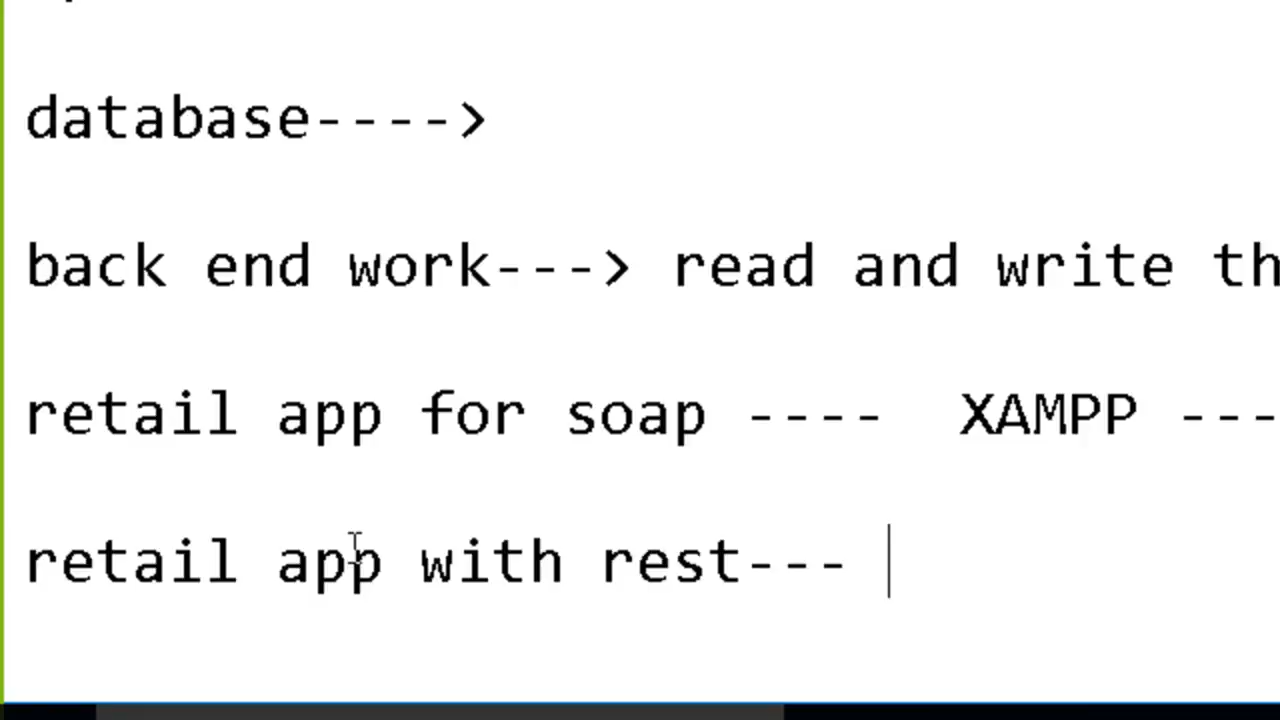 database---->
back end work---> read and write th
retail app for soap ----  XAMPP ---
retail app with rest---